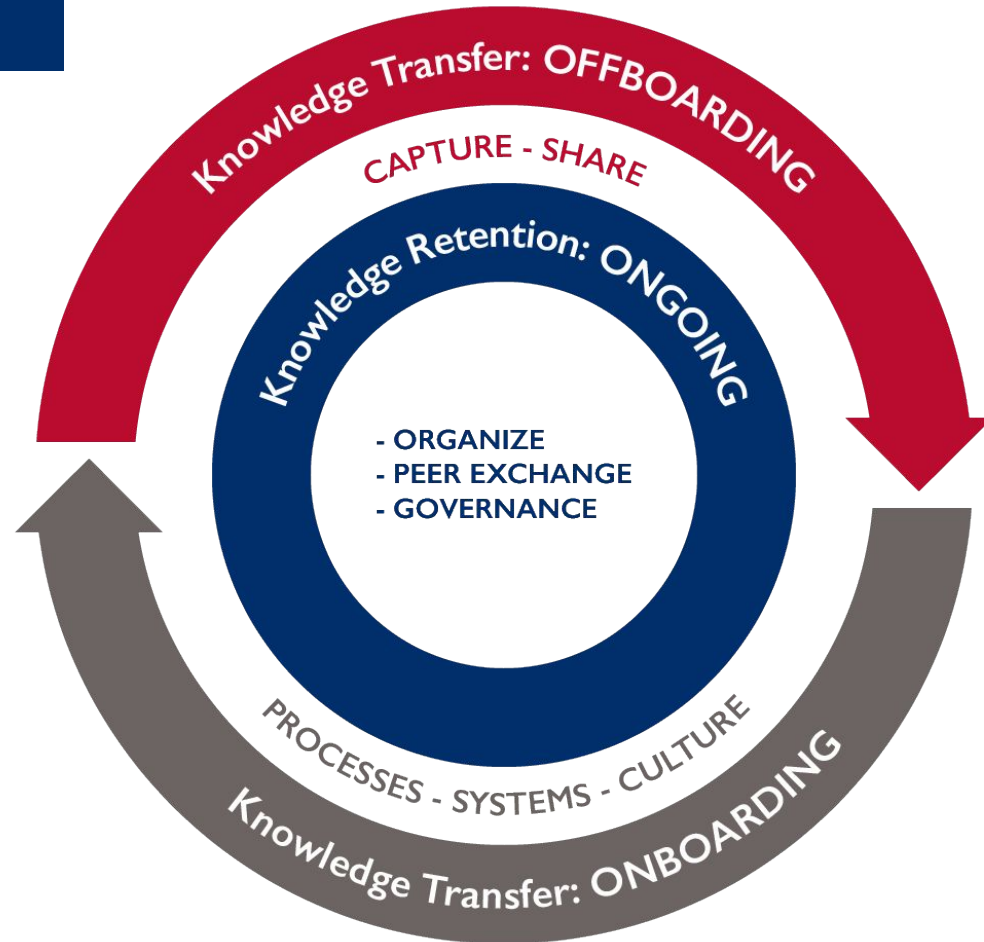 Knowledge Transfer: OFFBOARDING
CAPTURE - SHARE
Knowledge Retention: ONGOING
- ORGANIZE
- PEER EXCHANGE
- GOVERNANCE
PROCESSES - SYSTEMS - CULTURE
Knowledge Transfer: ONBOARDING